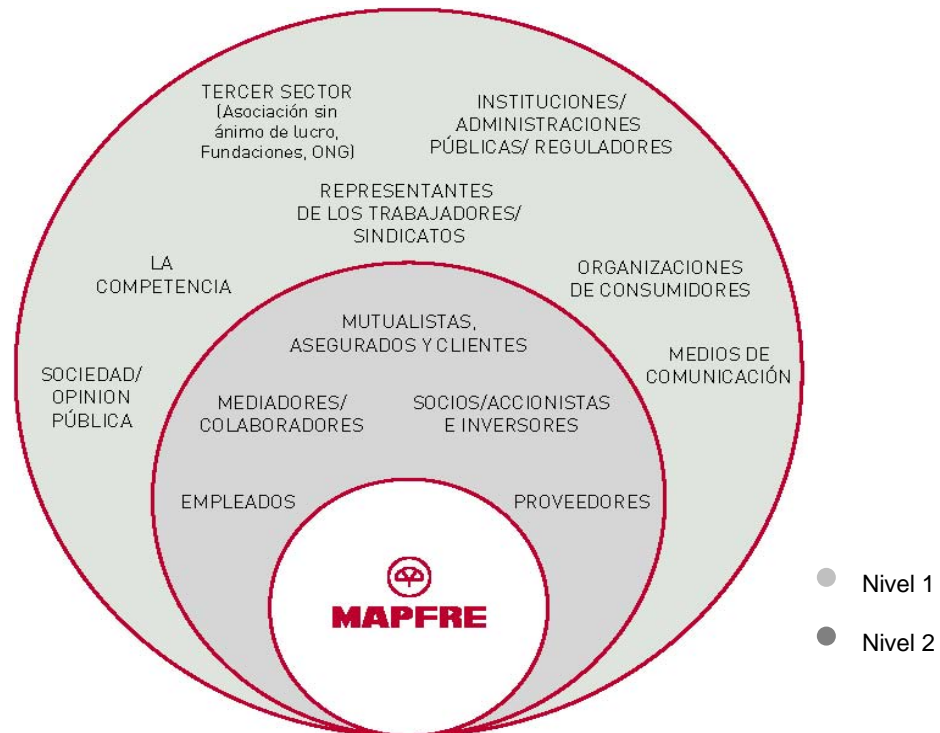 TERCER SECTOR
(Asociación sin
ánimo de lucro,
Fundaciones, ONG)
INSTITUCIONES/
ADMINISTRACIONES
PÚBLICAS/ REGULADORES
REPRESENTANTES
DE LOS TRABAJADORES/
SINDICATOS
LA
COMPETENCIA
ORGANIZACIONES
DE CONSUMIDORES
SOCIEDAD/
OPINION
PÚBLICA
MEDIOS DE
COMUNICACIÓN
MUTUALISTAS,
ASEGURADOS Y CLIENTES
MEDIADORES/
COLABORADORES
SOCIOS/ACCIONISTAS
E INVERSORES
EMPLEADOS
PROVEEDORES
MAPFRE
Nivel 1
Nivel 2